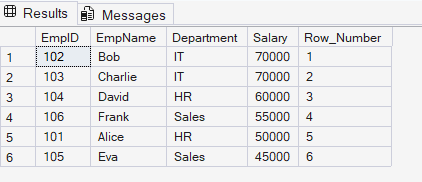 Results Messages
EmpID EmpName Department Salary Row_Number
1 102 Bob IT 70000 1
2 103 Charlie IT 70000 2
3 104 David HR 60000 3
4 106 Frank Sales 55000 4
5 101 Alice HR 50000 5
6 105 Eva Sales 45000 6